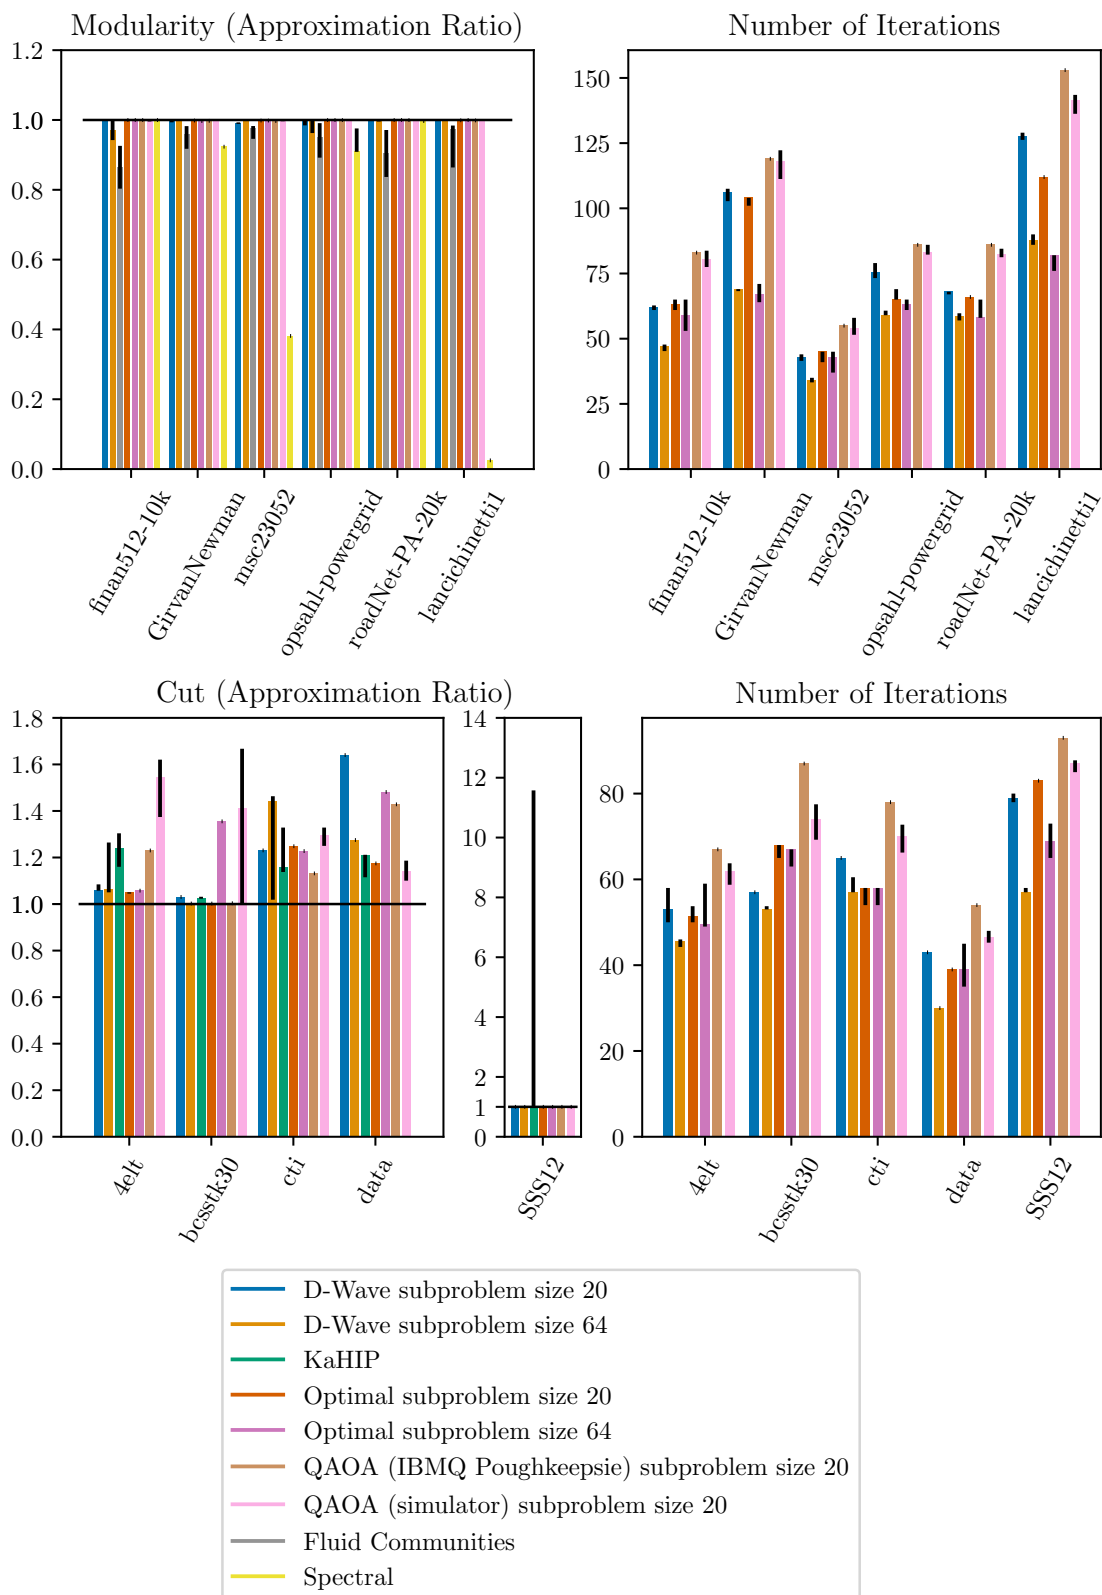 Modularity (Approximation Ratio)
1.2
1.0
1.0
0.8
0.6
0.4
0.2
0.0
finan512-10k
GirvanNewman
msc23052
opsahl-powergrid
roadNet-PA-20k
lancichinetti1
Number of Iterations
150
125
100
75
50
25
0
finan512-10k
GirvanNewman
msc23052
opsahl-powergrid
roadNet-PA-20k
lancichinetti1
Cut (Approximation Ratio)
1.8
1.6
1.4
1.2
1.0
1.0
0.8
0.6
0.4
0.2
0.0
4elt
bcsstk30
cti
data
14
12
10
8
6
4
2
1
0
SSS12
Number of Iterations
80
60
40
20
0
4elt
bcsstk30
cti
data
SSS12
D-Wave subproblem size 20
D-Wave subproblem size 64
KaHIP
Optimal subproblem size 20
Optimal subproblem size 64
QAOA (IBMQ Poughkeepsie) subproblem size 20
QAOA (simulator) subproblem size 20
Fluid Communities
Spectral